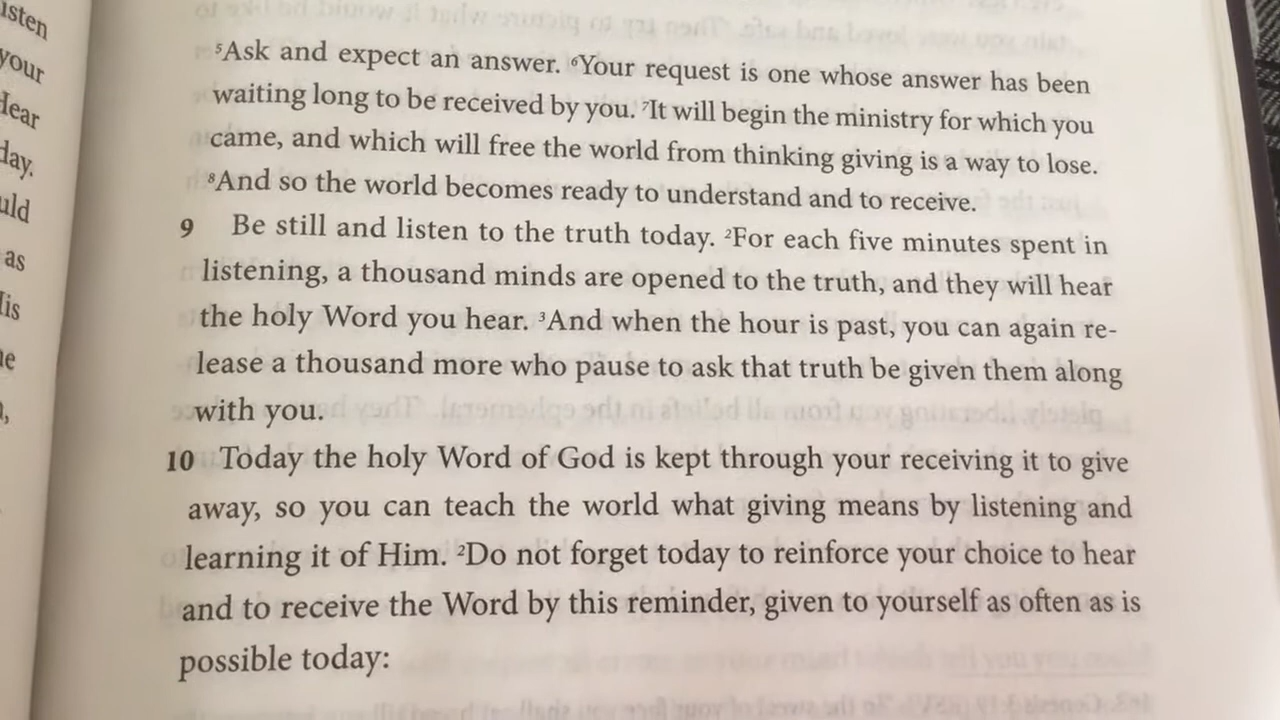 isten
your
day.
uld
as
⁵Ask and expect an answer. ⁶Your request is one whose answer has been
waiting long to be received by you. ⁷It will begin the ministry for which you
came, and which will free the world from thinking giving is a way to lose.
⁸And so the world becomes ready to understand and to receive.
9 Be still and listen to the truth today. ²For each five minutes spent in
listening, a thousand minds are opened to the truth, and they will hear
the holy Word you hear. ³And when the hour is past, you can again re-
lease a thousand more who pause to ask that truth be given them along
with you.
10 Today the holy Word of God is kept through your receiving it to give
away, so you can teach the world what giving means by listening and
learning it of Him. ²Do not forget today to reinforce your choice to hear
and to receive the Word by this reminder, given to yourself as often as is
possible today: